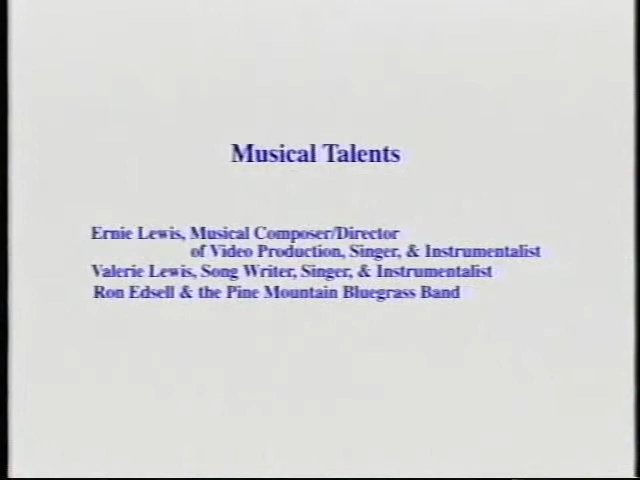 Musical Talents
Ernie Lewis, Musical Composer/Director
of Video Production, Singer, & Instrumentalist
Valerie Lewis, Song Writer, Singer, & Instrumentalist
Ron Edsell & the Pine Mountain Bluegrass Band